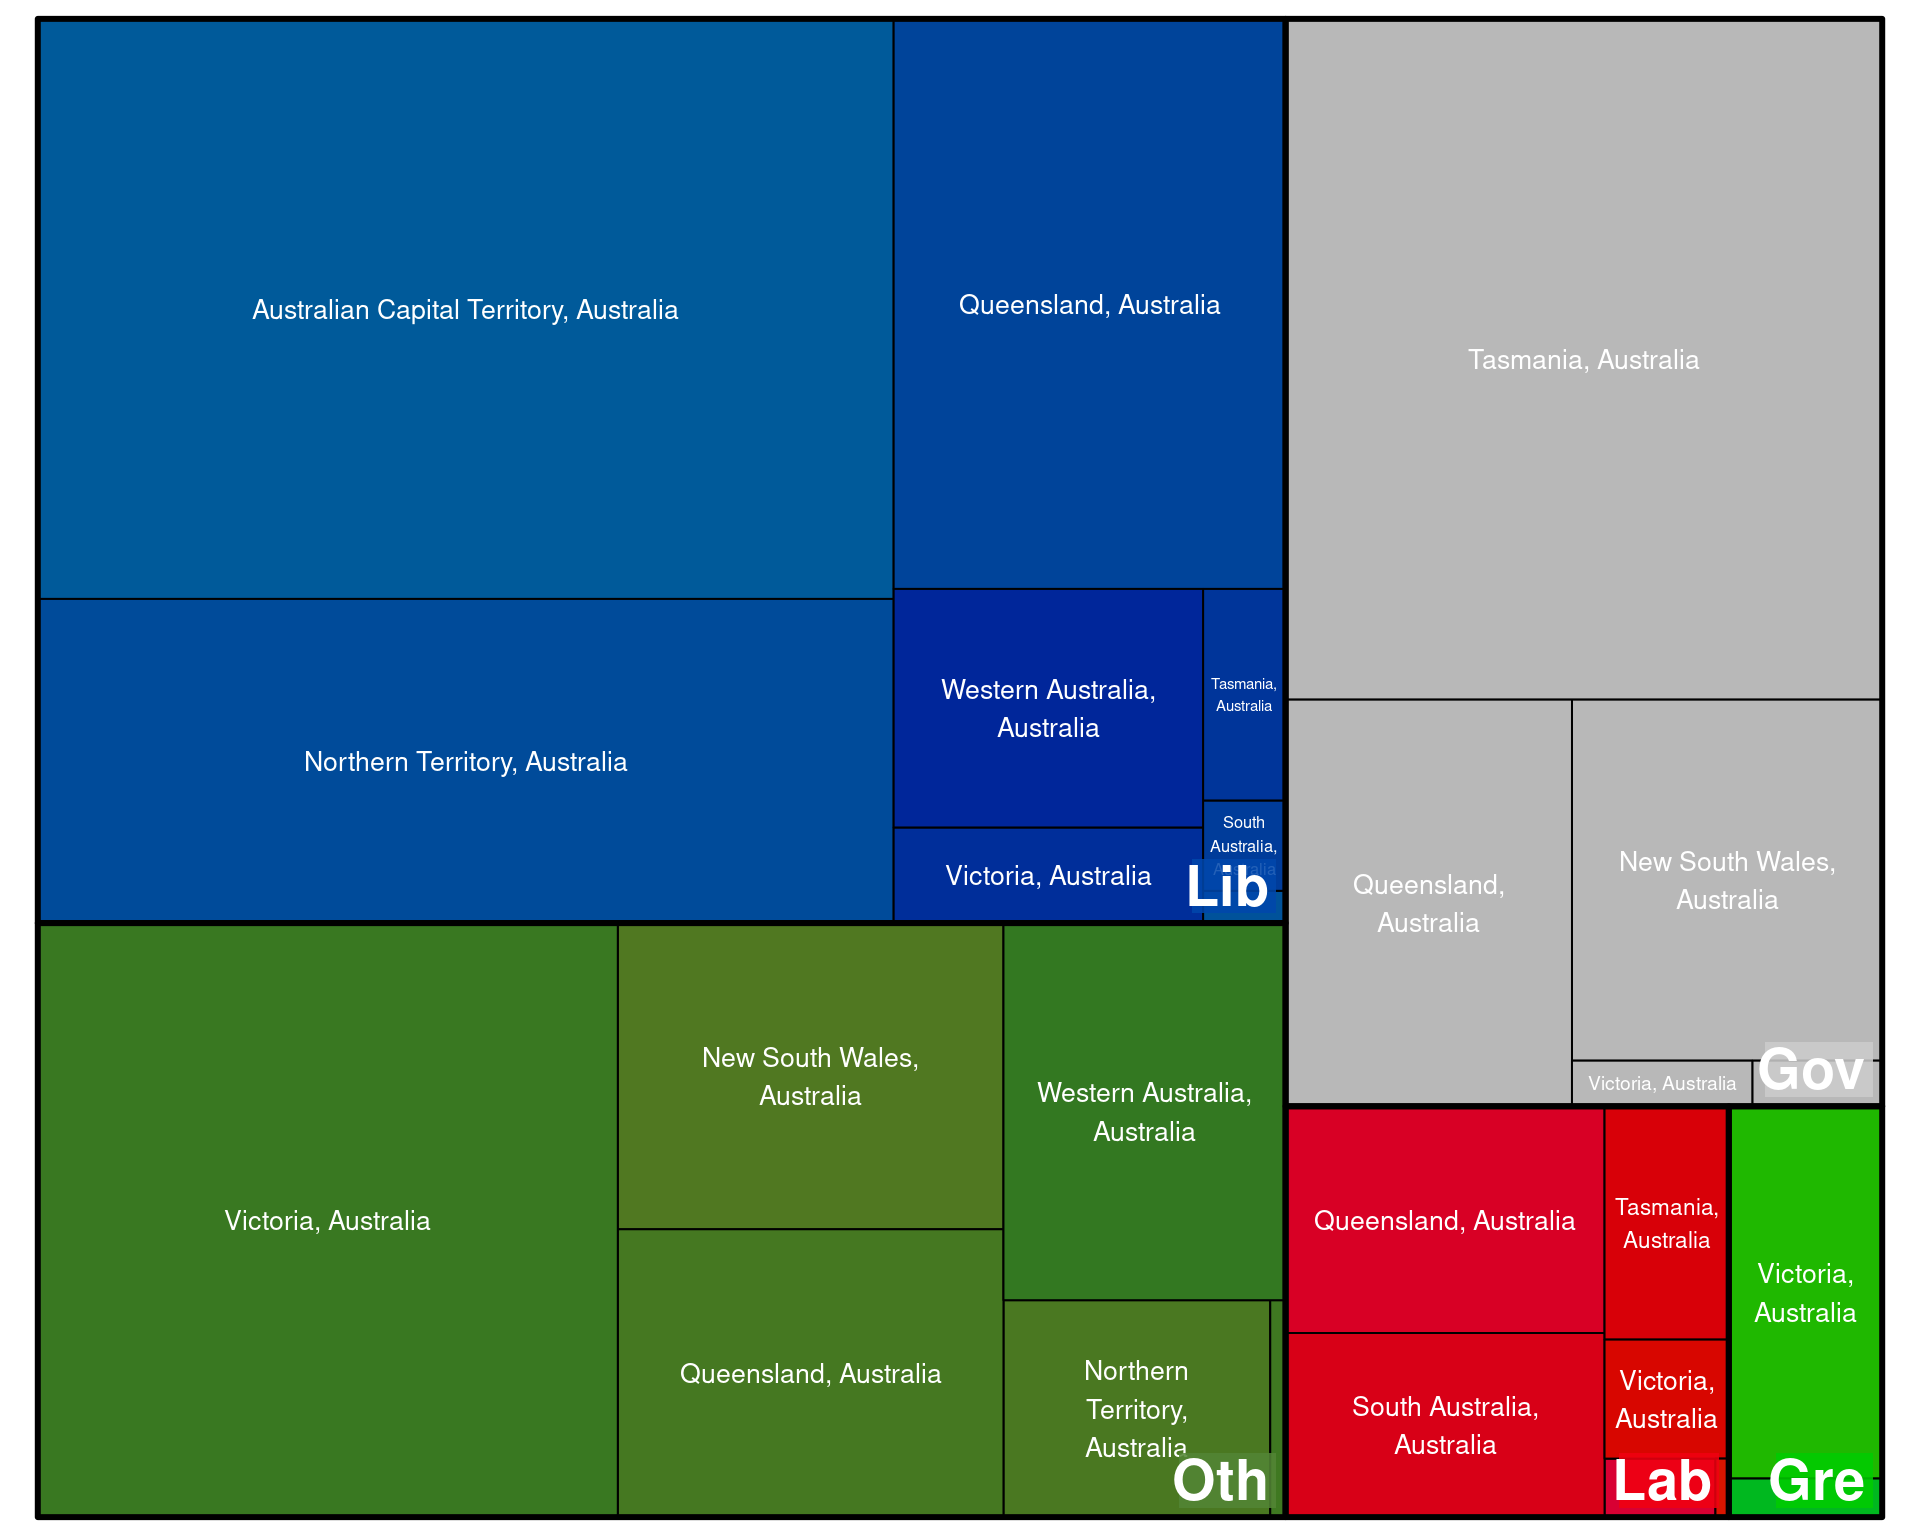 Australian Capital Territory, Australia
Queensland, Australia
Northern Territory, Australia
Western Australia,
Australia
Tasmania,
Australia
South
Australia,
Australia
Victoria, Australia
Lib
Tasmania, Australia
Queensland,
Australia
New South Wales,
Australia
Victoria, Australia
Gov
Victoria, Australia
New South Wales,
Australia
Queensland, Australia
Western Australia,
Australia
Northern
Territory,
Australia
Oth
Queensland, Australia
South Australia,
Australia
Tasmania,
Australia
Victoria,
Australia
Lab
Victoria,
Australia
Gre